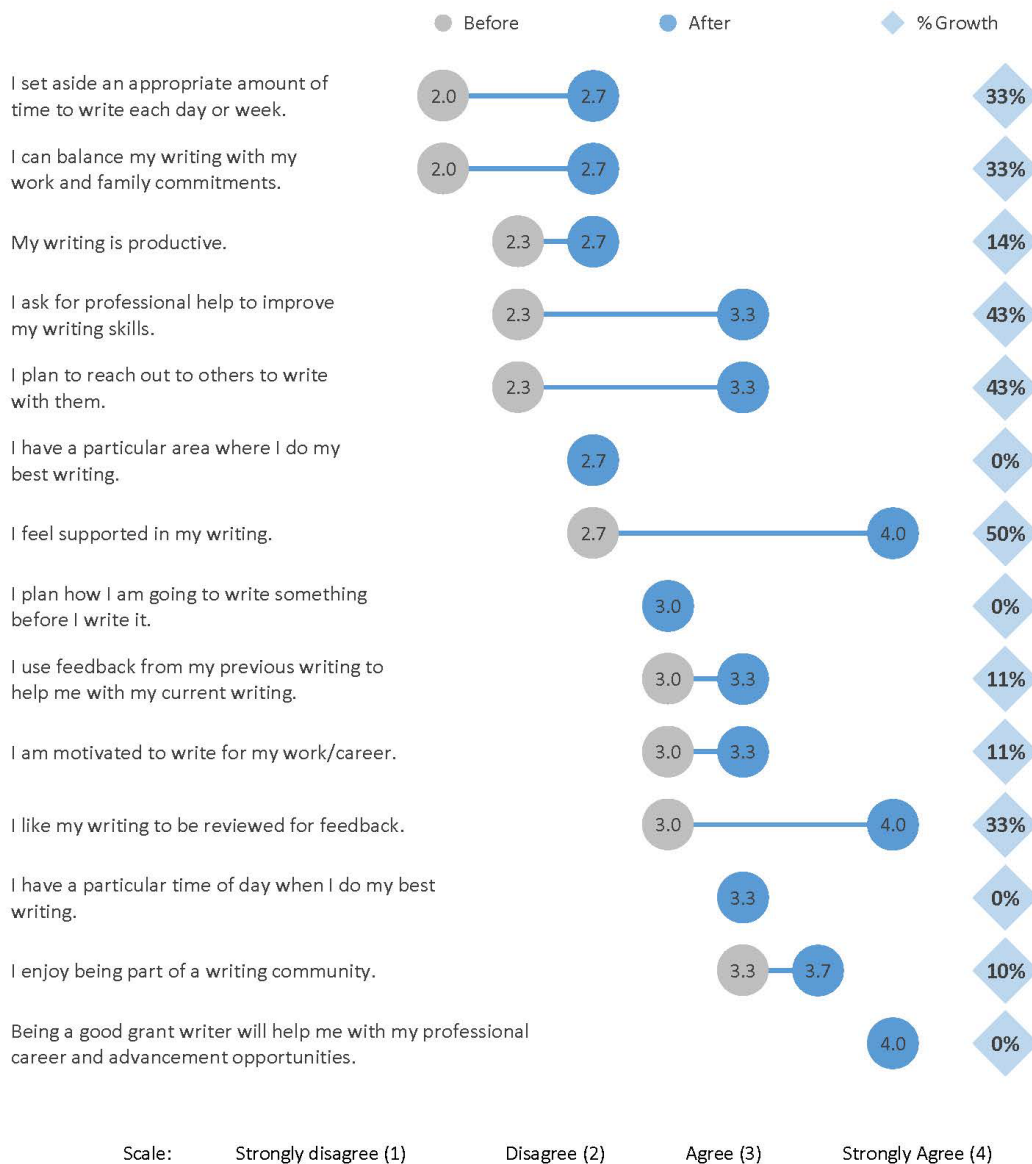 Before After % Growth
I set aside an appropriate amount of
time to write each day or week.
2.0 2.7 33%
I can balance my writing with my
work and family commitments.
2.0 2.7 33%
My writing is productive.
2.3 2.7 14%
I ask for professional help to improve
my writing skills.
2.3 3.3 43%
I plan to reach out to others to write
with them.
2.3 3.3 43%
I have a particular area where I do my
best writing.
2.7 0%
I feel supported in my writing.
2.7 4.0 50%
I plan how I am going to write something
before I write it.
3.0 0%
I use feedback from my previous writing to
help me with my current writing.
3.0 3.3 11%
I am motivated to write for my work/career.
3.0 3.3 11%
I like my writing to be reviewed for feedback.
3.0 4.0 33%
I have a particular time of day when I do my best
writing.
3.3 0%
I enjoy being part of a writing community.
3.3 3.7 10%
Being a good grant writer will help me with my professional
career and advancement opportunities.
4.0 0%
Scale: Strongly disagree (1) Disagree (2) Agree (3) Strongly Agree (4)